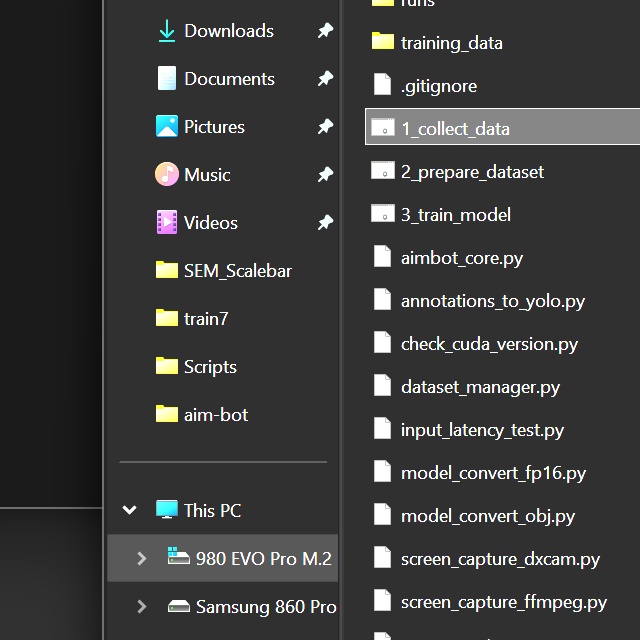 Downloads
Documents
Pictures
Music
Videos
SEM_Scalebar
train7
Scripts
aim-bot
This PC
980 EVO Pro M.2
Samsung 860 Pro
runs
training_data
.gitignore
1_collect_data
2_prepare_dataset
3_train_model
aimbot_core.py
annotations_to_yolo.py
check_cuda_version.py
dataset_manager.py
input_latency_test.py
model_convert_fp16.py
model_convert_obj.py
screen_capture_dxcam.py
screen_capture_ffmpeg.py